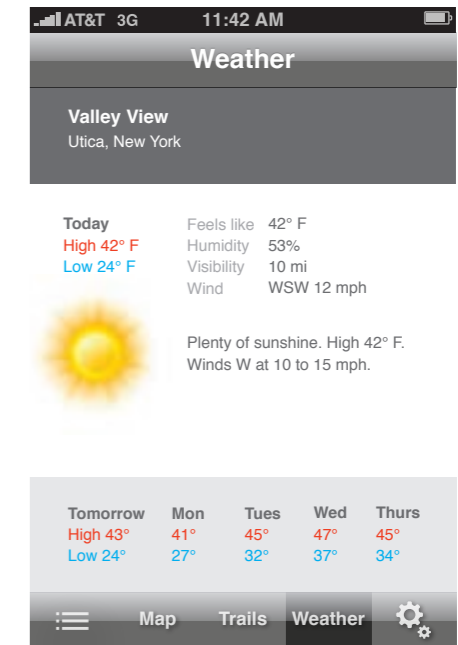 AT&T 3G 11:42 AM
Weather
Valley View
Utica, New York
Today
High 42° F
Low 24° F
Feels like 42° F
Humidity 53%
Visibility 10 mi
Wind WSW 12 mph
Plenty of sunshine. High 42° F.
Winds W at 10 to 15 mph.
Tomorrow Mon Tues Wed Thurs
High 43° 41° 45° 47° 45°
Low 24° 27° 32° 37° 34°
Map Trails Weather